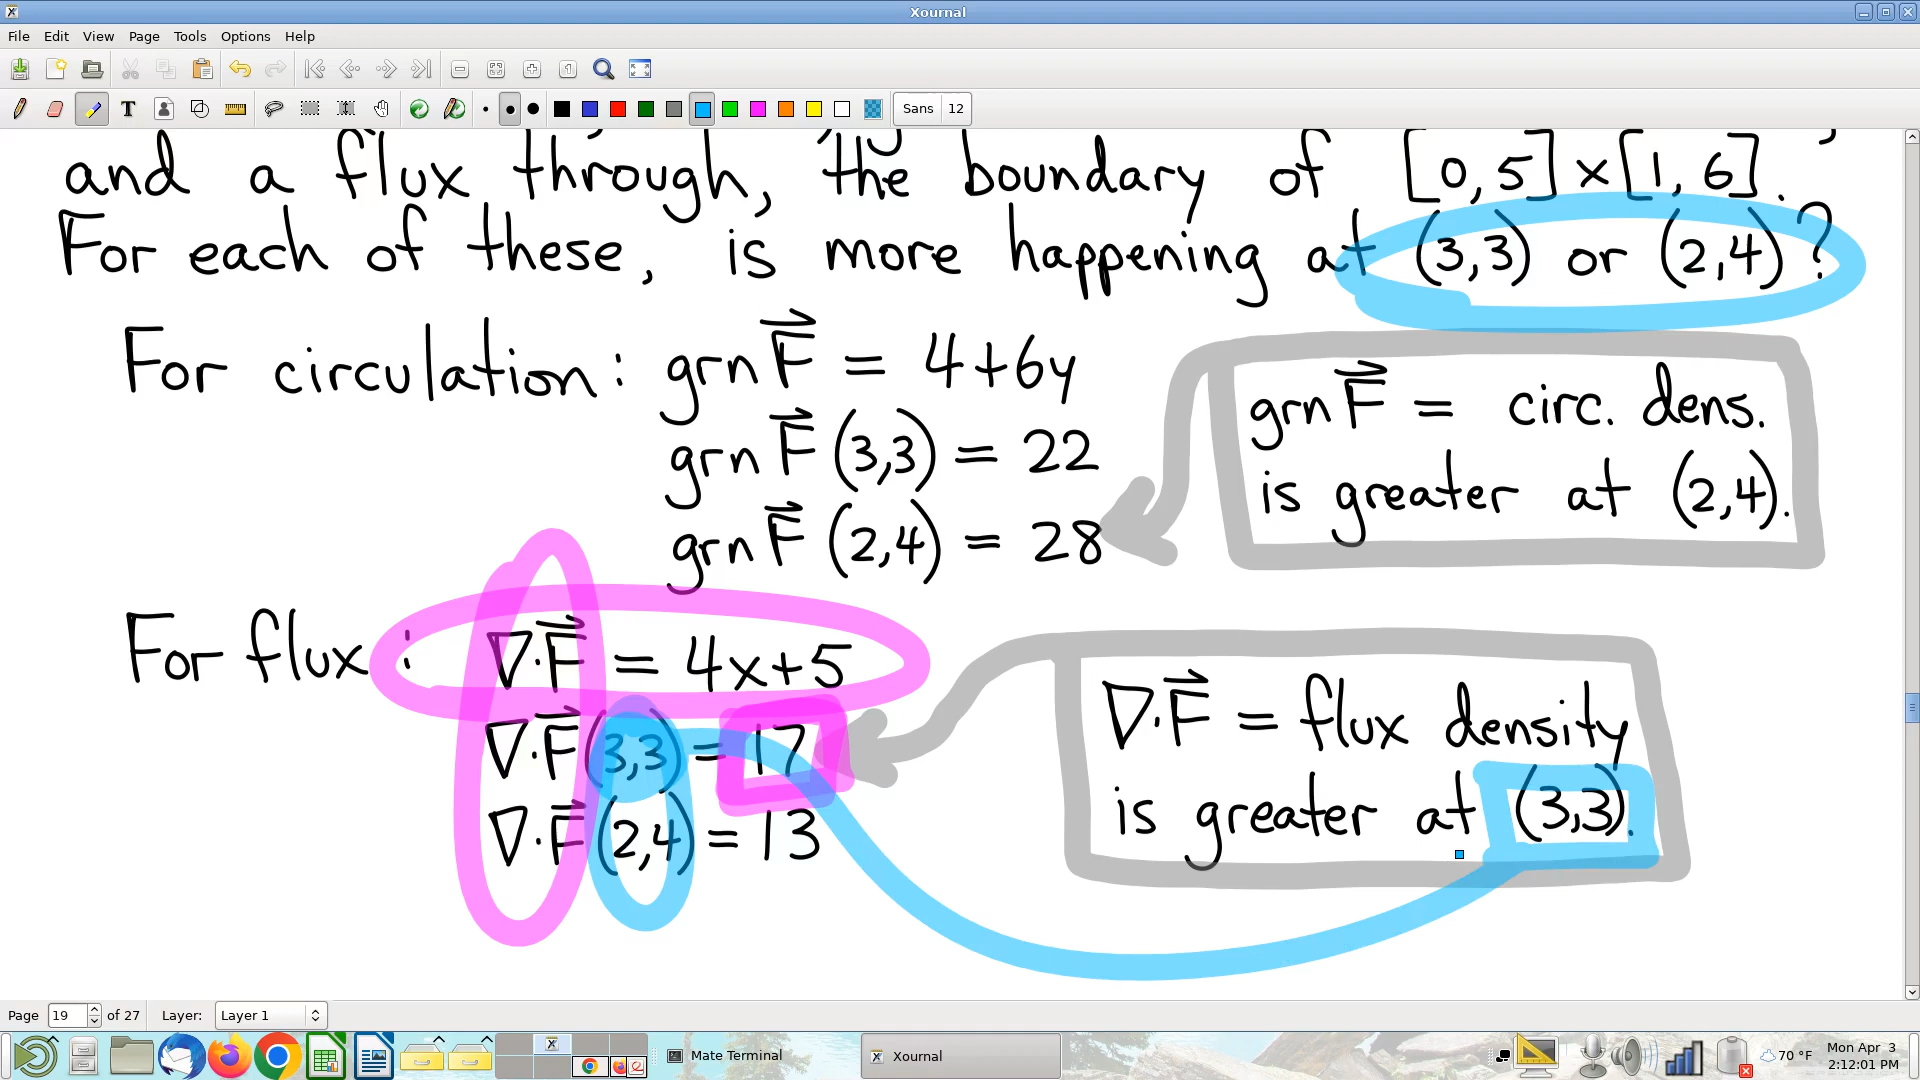 Xournal
File Edit View Page Tools Options Help
Sans 12
and a flux through, the boundary of [0, 5] × [1, 6].
For each of these, is more happening at (3,3) or (2,4)?
For circulation: grn F⃗ = 4+6y
grn F⃗ (3,3) = 22
grn F⃗ (2,4) = 28
grn F⃗ = circ. dens.
is greater at (2,4).
For flux: ∇·F⃗ = 4x+5
∇·F⃗ (3,3) = 17
∇·F⃗ (2,4) = 13
∇·F⃗ = flux density
is greater at (3,3).
Page 19 of 27 Layer: Layer 1
Mate Terminal
Xournal
70 °F
Mon Apr 3
2:12:01 PM